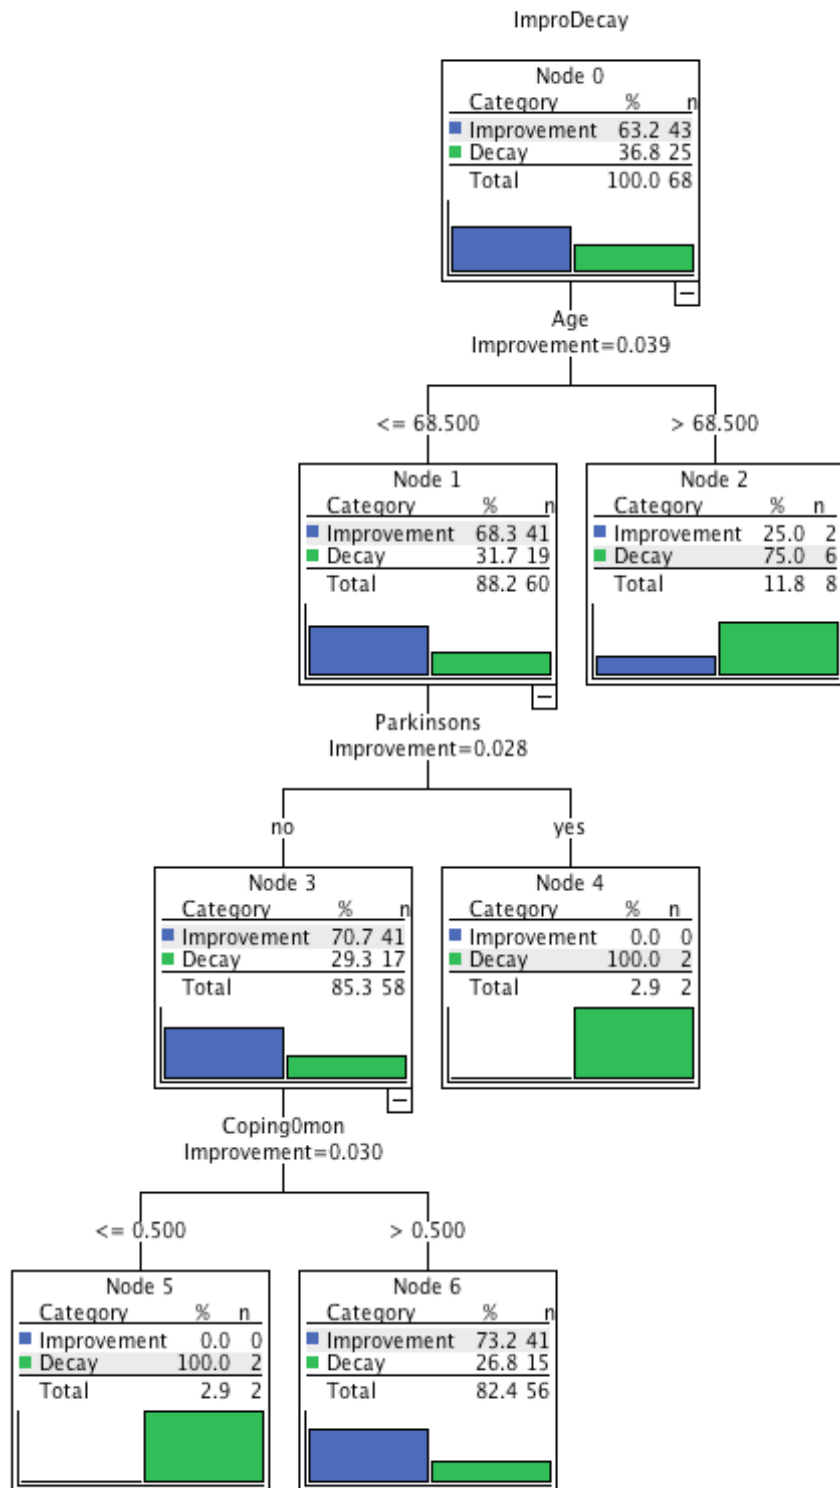 ImproDecay
Node 0
Category % n
Improvement 63.2 43
Decay 36.8 25
Total 100.0 68
Age
Improvement=0.039
<= 68.500 > 68.500
Node 1
Category % n
Improvement 68.3 41
Decay 31.7 19
Total 88.2 60
Node 2
Category % n
Improvement 25.0 2
Decay 75.0 6
Total 11.8 8
Parkinsons
Improvement=0.028
no yes
Node 3
Category % n
Improvement 70.7 41
Decay 29.3 17
Total 85.3 58
Node 4
Category % n
Improvement 0.0 0
Decay 100.0 2
Total 2.9 2
Coping0mon
Improvement=0.030
<= 0.500 > 0.500
Node 5
Category % n
Improvement 0.0 0
Decay 100.0 2
Total 2.9 2
Node 6
Category % n
Improvement 73.2 41
Decay 26.8 15
Total 82.4 56